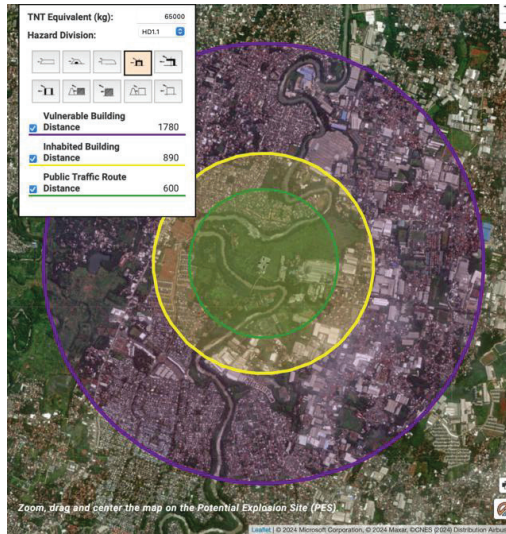 TNT Equivalent (kg): 65000
Hazard Division: HD1.1
Vulnerable Building
Distance 1780
Inhabited Building
Distance 890
Public Traffic Route
Distance 600
Zoom, drag and center the map on the Potential Explosion Site (PES).
Leaflet | © 2024 Microsoft Corporation, © 2024 Maxar, ©CNES (2024) Distribution Airbus